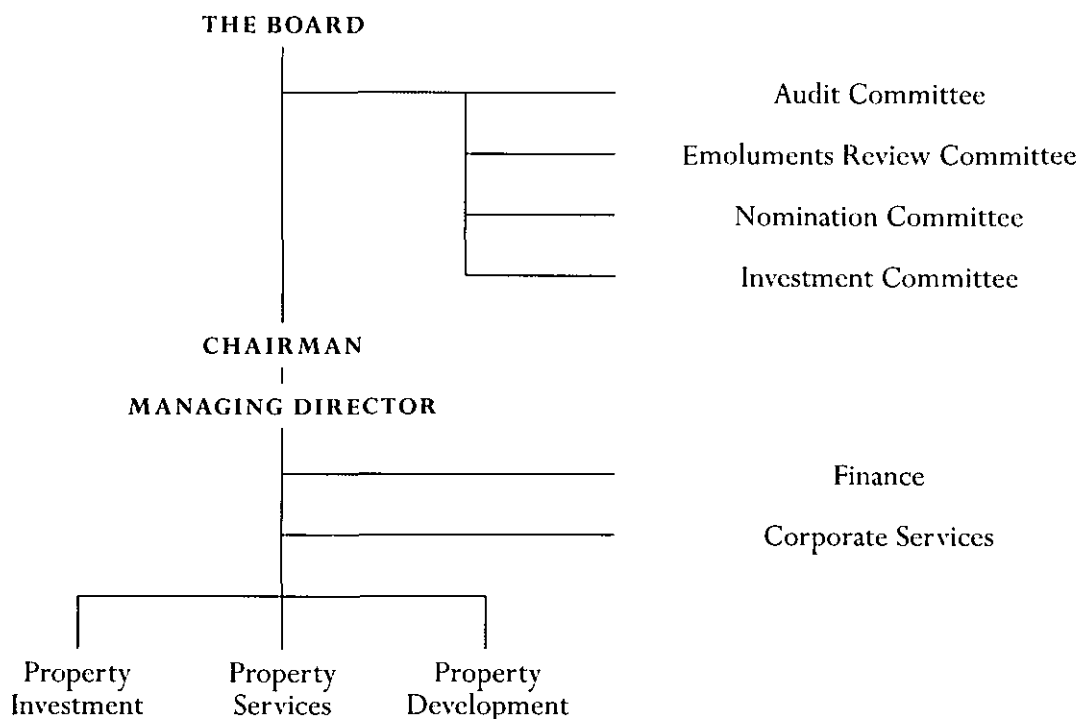 THE BOARD
Audit Committee
Emoluments Review Committee
Nomination Committee
Investment Committee
CHAIRMAN
MANAGING DIRECTOR
Finance
Corporate Services
Property
Investment
Property
Services
Property
Development